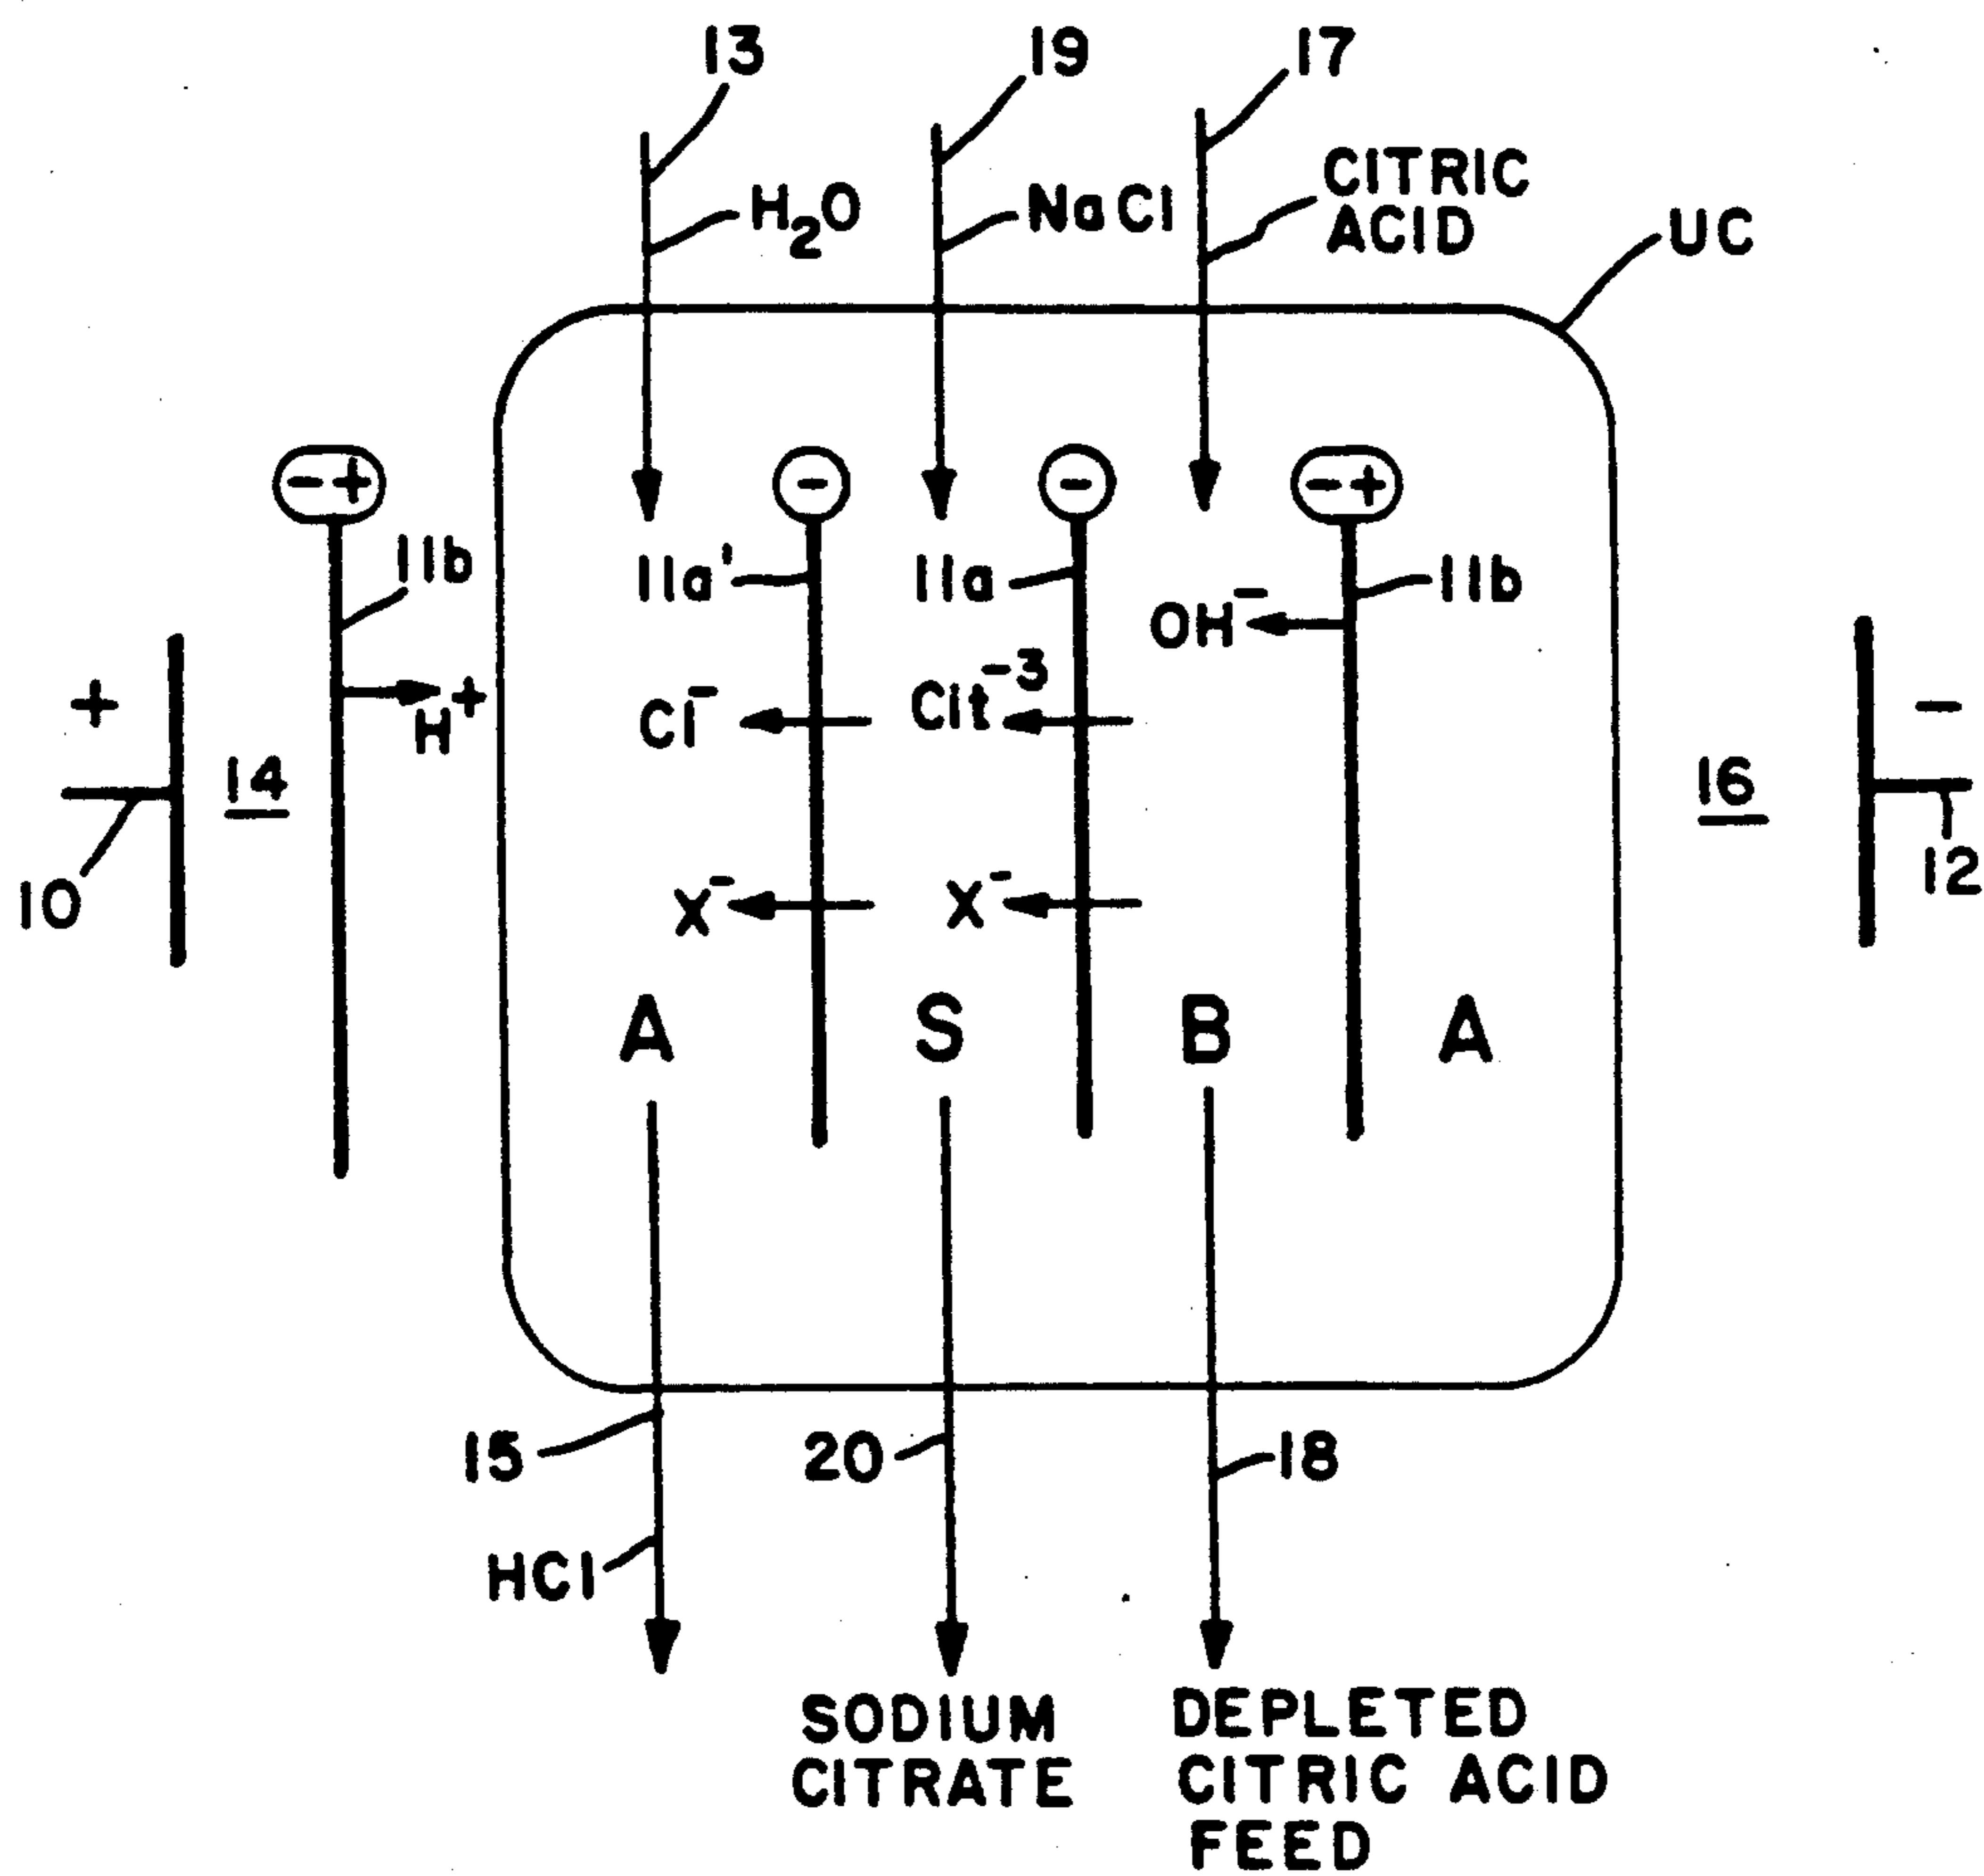 13
19
17
H₂O
NaCl
CITRIC
ACID
UC
- +
-
-
- +
11b
11a'
11a
11b
OH⁻
+
H⁺
Cl⁻
Cit⁻³
-
14
16
10
12
X⁻
X⁻
A
S
B
A
15
20
18
HCl
SODIUM
CITRATE
DEPLETED
CITRIC ACID
FEED